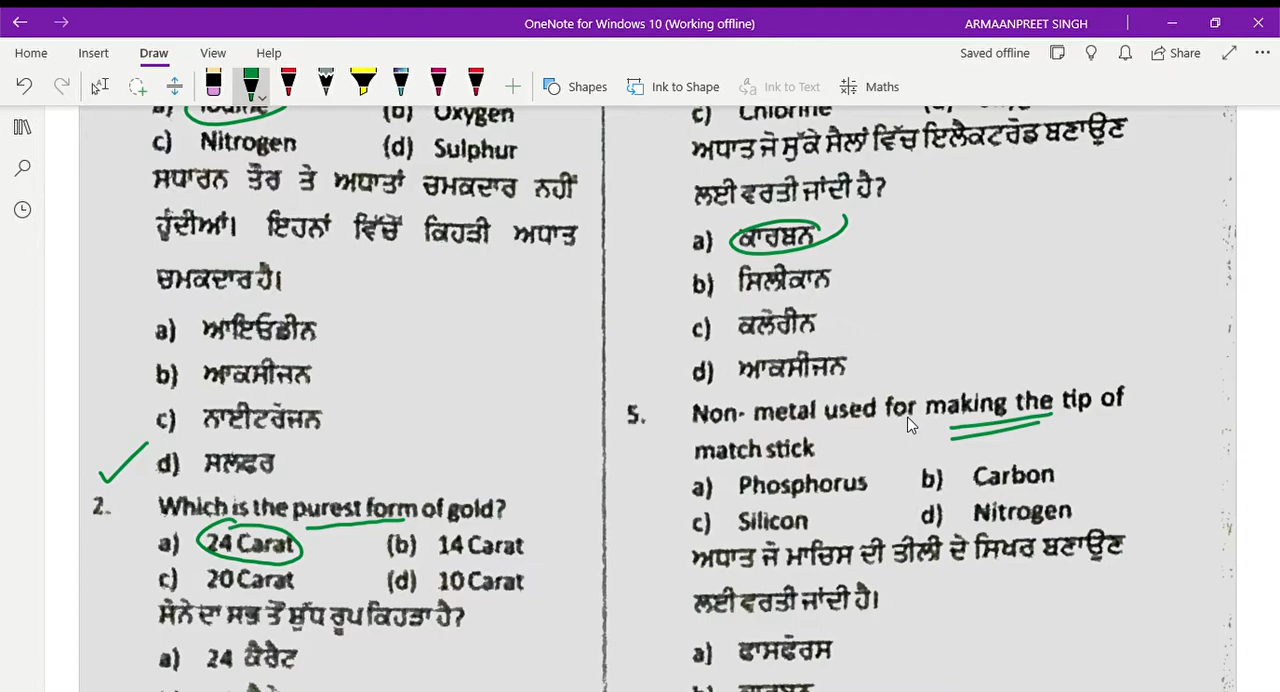 OneNote for Windows 10 (Working offline)
ARMAANPREET SINGH
Home Insert Draw View Help
Saved offline Share
Shapes Ink to Shape Ink to Text Maths
a) Iodine (b) Oxygen
c) Nitrogen (d) Sulphur
ਸਧਾਰਨ ਤੌਰ ਤੇ ਅਧਾਤਾਂ ਚਮਕਦਾਰ ਨਹੀਂ
ਹੁੰਦੀਆਂ। ਇਹਨਾਂ ਵਿੱਚੋਂ ਕਿਹੜੀ ਅਧਾਤ
ਚਮਕਦਾਰ ਹੈ।
a) ਆਇਓਡੀਨ
b) ਆਕਸੀਜਨ
c) ਨਾਈਟਰੋਜਨ
d) ਸਲਫਰ
2. Which is the purest form of gold?
a) 24 Carat (b) 14 Carat
c) 20 Carat (d) 10 Carat
ਸੋਨੇ ਦਾ ਸਭ ਤੋਂ ਸ਼ੁੱਧ ਰੂਪ ਕਿਹੜਾ ਹੈ?
a) 24 ਕੈਰੇਟ
c) Chlorine
ਅਧਾਤ ਜੋ ਸੁੱਕੇ ਸੈਲਾਂ ਵਿੱਚ ਇਲੈਕਟਰੋਡ ਬਣਾਉਣ
ਲਈ ਵਰਤੀ ਜਾਂਦੀ ਹੈ?
a) ਕਾਰਬਨ
b) ਸਿਲੀਕਾਨ
c) ਕਲੋਰੀਨ
d) ਆਕਸੀਜਨ
5. Non- metal used for making the tip of
match stick
a) Phosphorus b) Carbon
c) Silicon d) Nitrogen
ਅਧਾਤ ਜੋ ਮਾਚਿਸ ਦੀ ਤੀਲੀ ਦੇ ਸਿਖਰ ਬਣਾਉਣ
ਲਈ ਵਰਤੀ ਜਾਂਦੀ ਹੈ।
a) ਫਾਸਫੋਰਸ